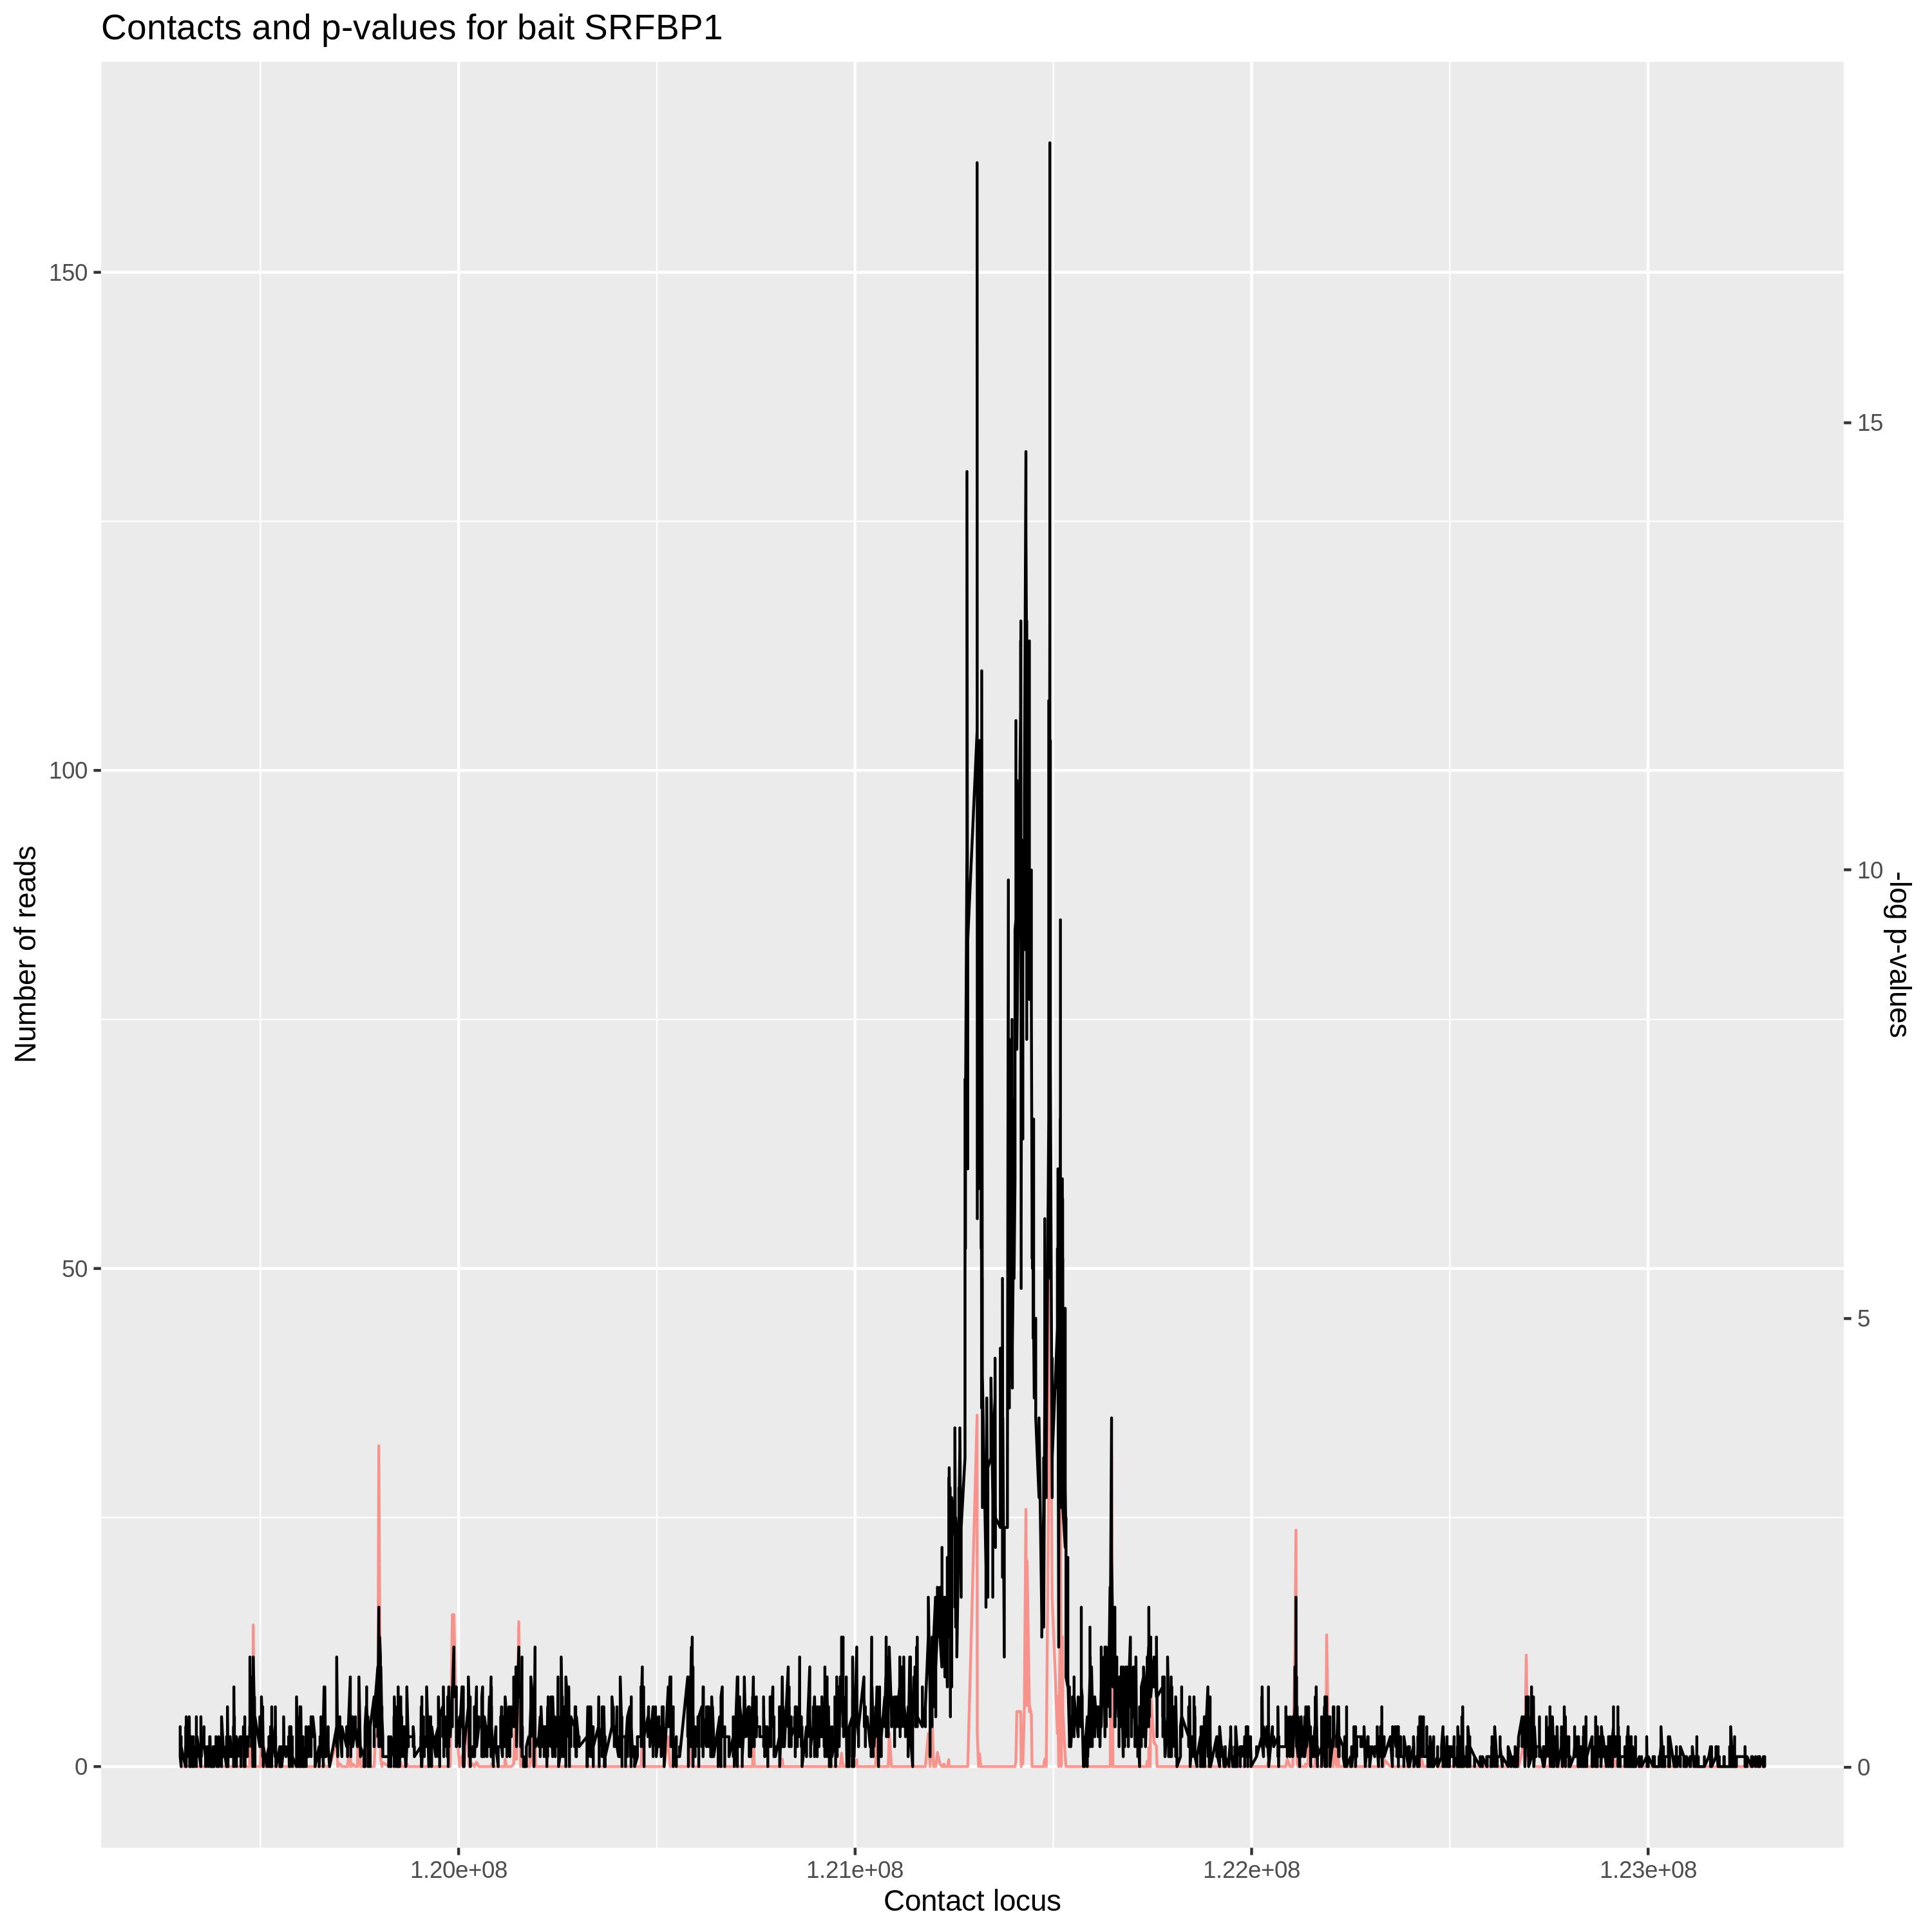 Contacts and p-values for bait SRFBP1
150
100
50
0
Number of reads
15
10
5
0
-log p-values
1.20e+08
1.21e+08
1.22e+08
1.23e+08
Contact locus